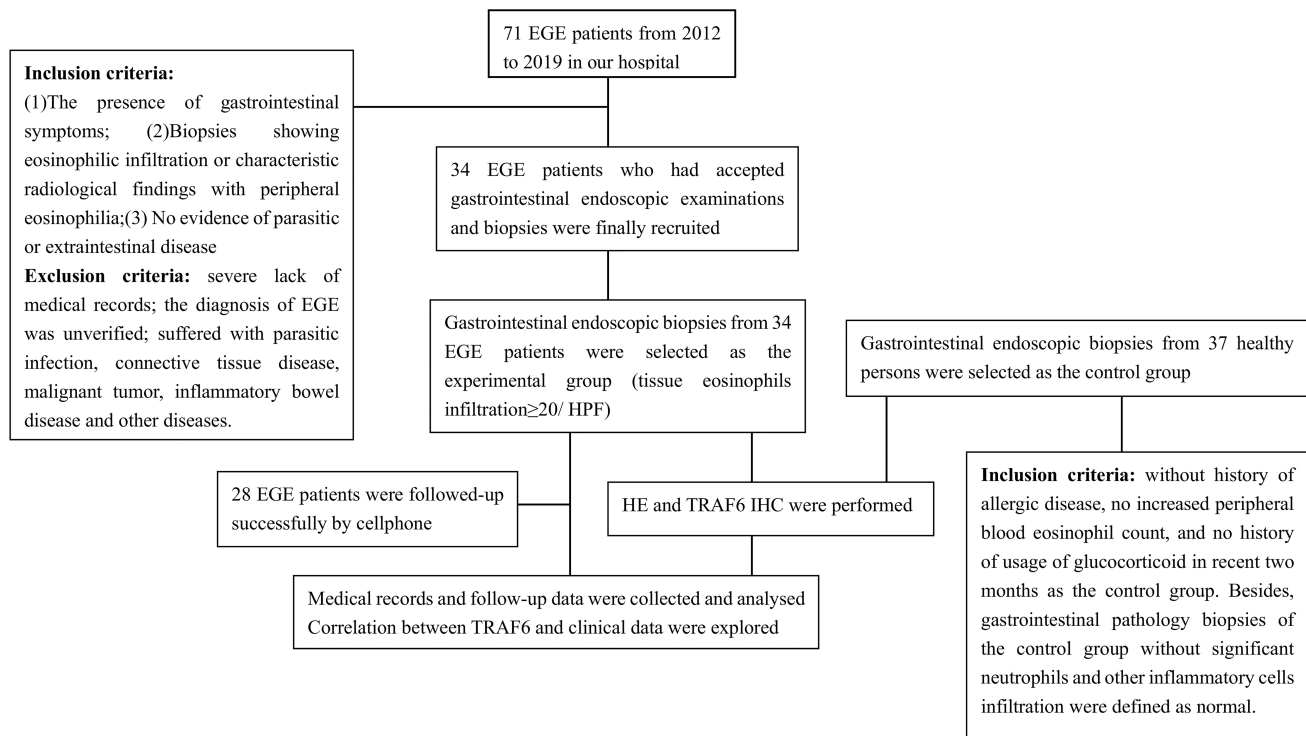 71 EGE patients from 2012
to 2019 in our hospital
Inclusion criteria:
(1)The presence of gastrointestinal
symptoms; (2)Biopsies showing
eosinophilic infiltration or characteristic
radiological findings with peripheral
eosinophilia;(3) No evidence of parasitic
or extraintestinal disease
Exclusion criteria: severe lack of
medical records; the diagnosis of EGE
was unverified; suffered with parasitic
infection, connective tissue disease,
malignant tumor, inflammatory bowel
disease and other diseases.
34 EGE patients who had accepted
gastrointestinal endoscopic examinations
and biopsies were finally recruited
Gastrointestinal endoscopic biopsies from 34
EGE patients were selected as the
experimental group (tissue eosinophils
infiltration≥20/ HPF)
Gastrointestinal endoscopic biopsies from 37 healthy
persons were selected as the control group
28 EGE patients were followed-up
successfully by cellphone
HE and TRAF6 IHC were performed
Inclusion criteria: without history of
allergic disease, no increased peripheral
blood eosinophil count, and no history
of usage of glucocorticoid in recent two
months as the control group. Besides,
gastrointestinal pathology biopsies of
the control group without significant
neutrophils and other inflammatory cells
infiltration were defined as normal.
Medical records and follow-up data were collected and analysed
Correlation between TRAF6 and clinical data were explored